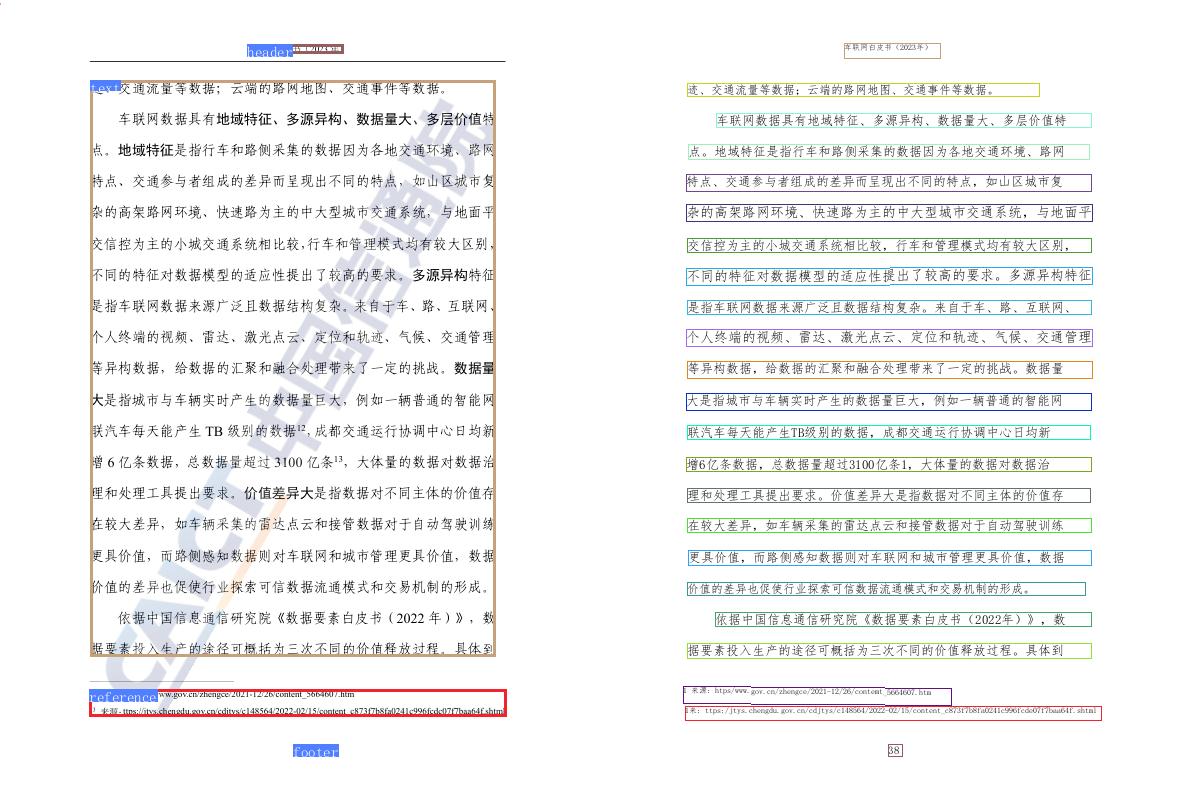 header
text 交通流量等数据；云端的路网地图、交通事件等数据。
车联网数据具有地域特征、多源异构、数据量大、多层价值特
点。地域特征是指行车和路侧采集的数据因为各地交通环境、路网
特点、交通参与者组成的差异而呈现出不同的特点，如山区城市复
杂的高架路网环境、快速路为主的中大型城市交通系统，与地面平
交信控为主的小城交通系统相比较，行车和管理模式均有较大区别，
不同的特征对数据模型的适应性提出了较高的要求。多源异构特征
是指车联网数据来源广泛且数据结构复杂。来自于车、路、互联网、
个人终端的视频、雷达、激光点云、定位和轨迹、气候、交通管理
等异构数据，给数据的汇聚和融合处理带来了一定的挑战。数据量
大是指城市与车辆实时产生的数据量巨大，例如一辆普通的智能网
联汽车每天能产生 TB 级别的数据¹²，成都交通运行协调中心日均新
增 6 亿条数据，总数据量超过 3100 亿条¹³，大体量的数据对数据治
理和处理工具提出要求。价值差异大是指数据对不同主体的价值存
在较大差异，如车辆采集的雷达点云和接管数据对于自动驾驶训练
更具价值，而路侧感知数据则对车联网和城市管理更具价值，数据
价值的差异也促使行业探索可信数据流通模式和交易机制的形成。
依据中国信息通信研究院《数据要素白皮书（2022 年）》，数
据要素投入生产的途径可概括为三次不同的价值释放过程。具体到
CAICT 中国信通院
reference ww.gov.cn/zhengce/2021-12/26/content_5664607.htm
来源:ttps://jtys.chengdu.gov.cn/cdjtys/c148564/2022-02/15/content_c873f7b8fa0241c996fcde07f7baa64f.shtml
footer
车联网白皮书（2023年）
迹、交通流量等数据；云端的路网地图、交通事件等数据。
车联网数据具有地域特征、多源异构、数据量大、多层价值特
点。地域特征是指行车和路侧采集的数据因为各地交通环境、路网
特点、交通参与者组成的差异而呈现出不同的特点，如山区城市复
杂的高架路网环境、快速路为主的中大型城市交通系统，与地面平
交信控为主的小城交通系统相比较，行车和管理模式均有较大区别，
不同的特征对数据模型的适应性提出了较高的要求。多源异构特征
是指车联网数据来源广泛且数据结构复杂。来自于车、路、互联网、
个人终端的视频、雷达、激光点云、定位和轨迹、气候、交通管理
等异构数据，给数据的汇聚和融合处理带来了一定的挑战。数据量
大是指城市与车辆实时产生的数据量巨大，例如一辆普通的智能网
联汽车每天能产生TB级别的数据，成都交通运行协调中心日均新
增6亿条数据，总数据量超过3100亿条1，大体量的数据对数据治
理和处理工具提出要求。价值差异大是指数据对不同主体的价值存
在较大差异，如车辆采集的雷达点云和接管数据对于自动驾驶训练
更具价值，而路侧感知数据则对车联网和城市管理更具价值，数据
价值的差异也促使行业探索可信数据流通模式和交易机制的形成。
依据中国信息通信研究院《数据要素白皮书（2022年）》，数
据要素投入生产的途径可概括为三次不同的价值释放过程。具体到
1 来源: https/www.gov.cn/zhengce/2021-12/26/content_5664607.htm
1来: ttps://jtys.chengdu.gov.cn/cdjtys/c148564/2022-02/15/content_c873f7b8fa0241c996fcde07f7baa64f.shtml
38